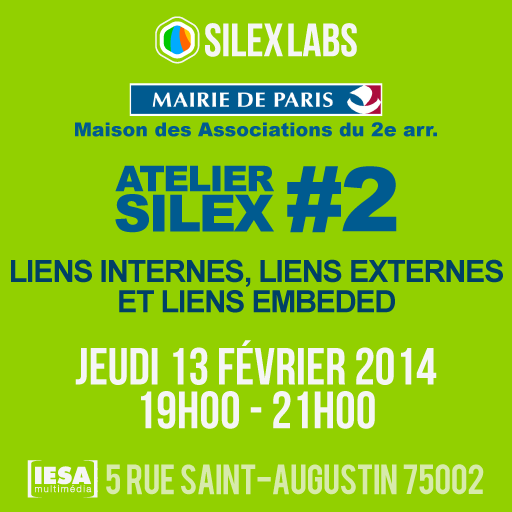 SILEX LABS
MAIRIE DE PARIS
Maison des Associations du 2e arr.
ATELIER
SILEX #2
LIENS INTERNES, LIENS EXTERNES
ET LIENS EMBEDED
JEUDI 13 FÉVRIER 2014
19H00 - 21H00
IESA
multimédia
5 RUE SAINT-AUGUSTIN 75002